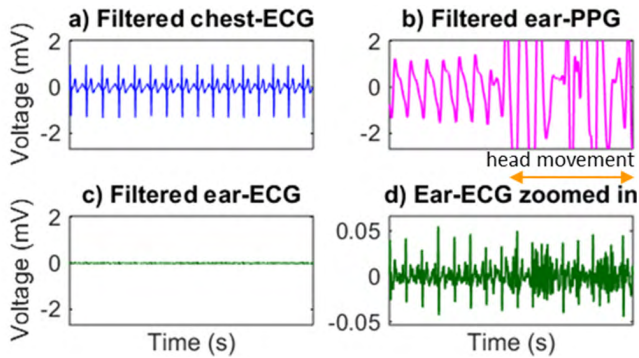 a) Filtered chest-ECG
b) Filtered ear-PPG
Voltage (mV)
2
0
-2
2
0
-2
head movement
c) Filtered ear-ECG
d) Ear-ECG zoomed in
Voltage (mV)
2
0
-2
0.05
0
-0.05
Time (s)
Time (s)